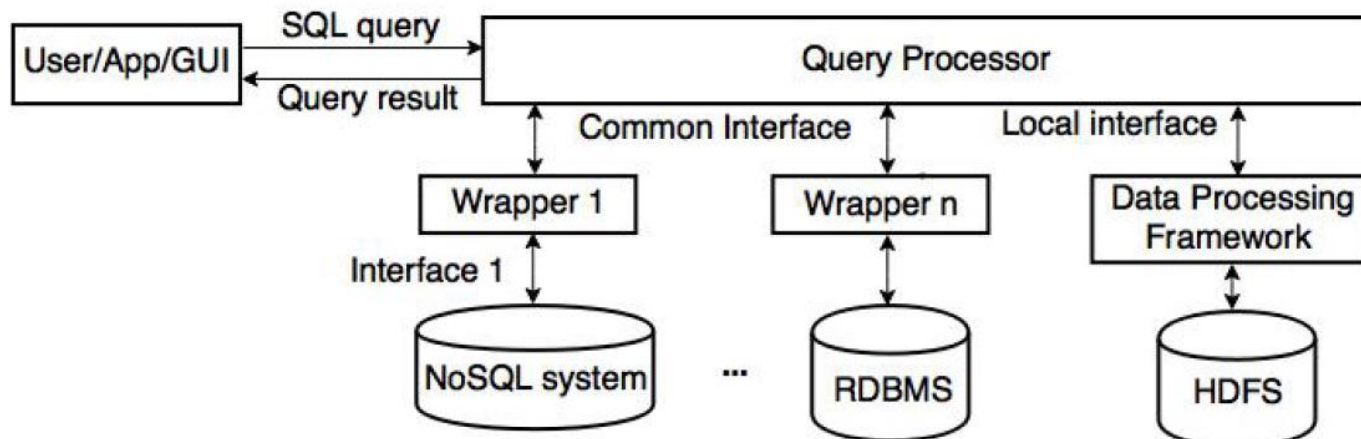 SQL query
User/App/GUI
Query Processor
Query result
Common Interface
Local interface
Wrapper 1
Wrapper n
Data Processing
Framework
Interface 1
NoSQL system
...
RDBMS
HDFS